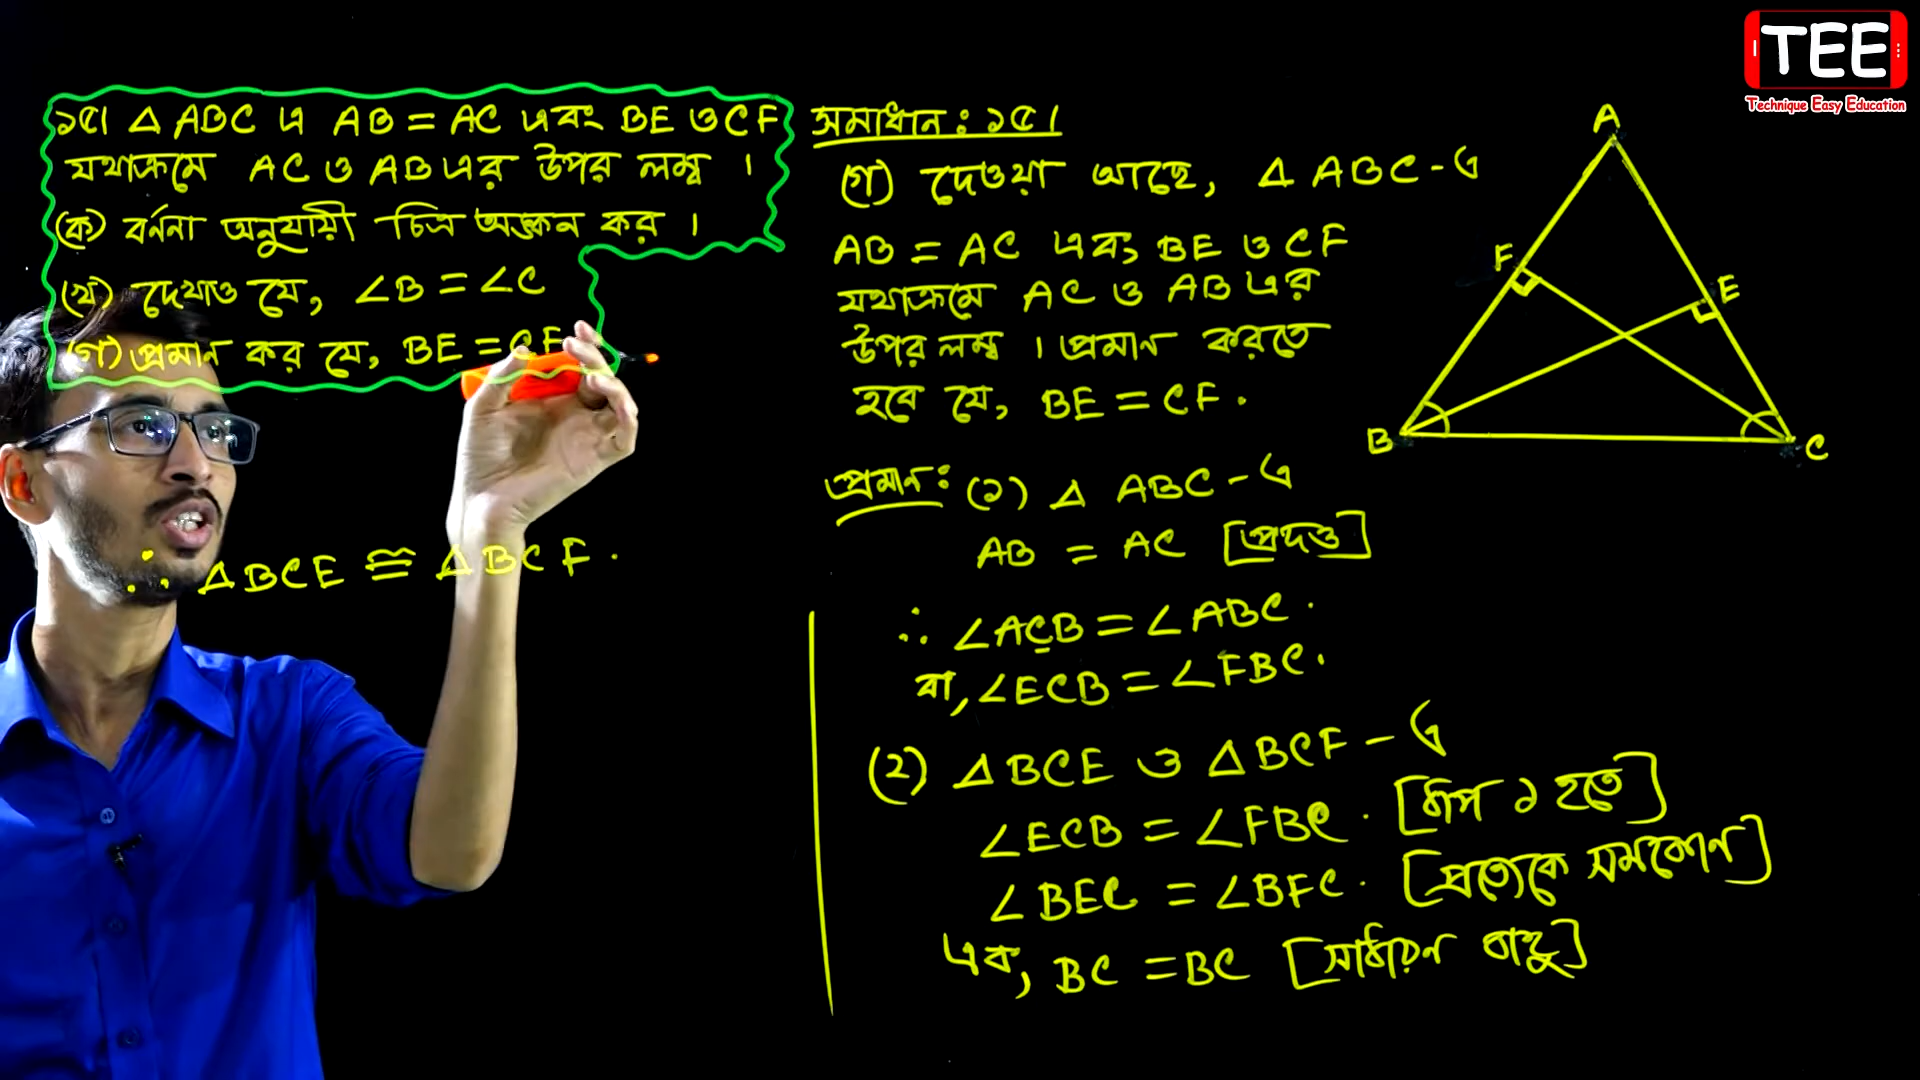 ১৫। △ ABC এ AB = AC এবং BE ও CF
যথাক্রমে AC ও AB এর উপর লম্ব ।
(ক) বর্ননা অনুযায়ী চিত্র অঙ্কন কর ।
(খ) দেখাও যে, ∠B = ∠C
(গ) প্রমান কর যে, BE = CF
∴ △BCE ≅ △BCF .
সমাধান : ১৫।
(গ) দেওয়া আছে, △ ABC - এ
AB = AC এবং BE ও CF
যথাক্রমে AC ও AB এর
উপর লম্ব । প্রমান করতে
হবে যে, BE = CF .
প্রমান : (১) △ ABC - এ
AB = AC [প্রদত্ত]
∴ ∠ACB = ∠ABC .
বা, ∠ECB = ∠FBC .
(২) △BCE ও △BCF - এ
∠ECB = ∠FBC . [ধাপ ১ হতে]
∠BEC = ∠BFC . [প্রত্যেকে সমকোন]
এবং, BC = BC [সাধারন বাহু]
A
F
E
B
C
TEE
Technique Easy Education